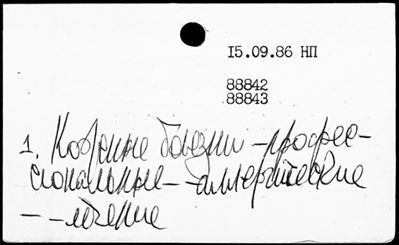 15.09.86 НП
88842
88843
1. Кожные болезни -профес-
сиональные- -аллергические
- -лечение